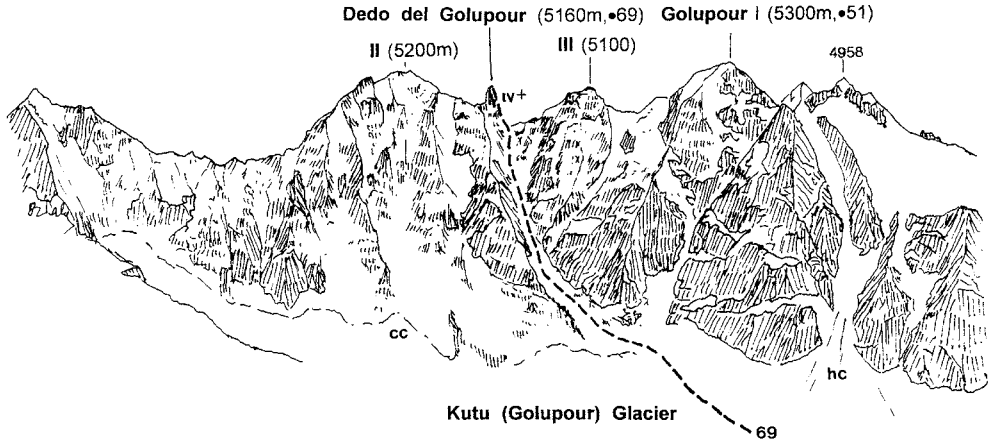 Dedo del Golupour (5160m,•69) Golupour I (5300m,•51)
II (5200m) III (5100) 4958
IV+
cc
hc
Kutu (Golupour) Glacier
69